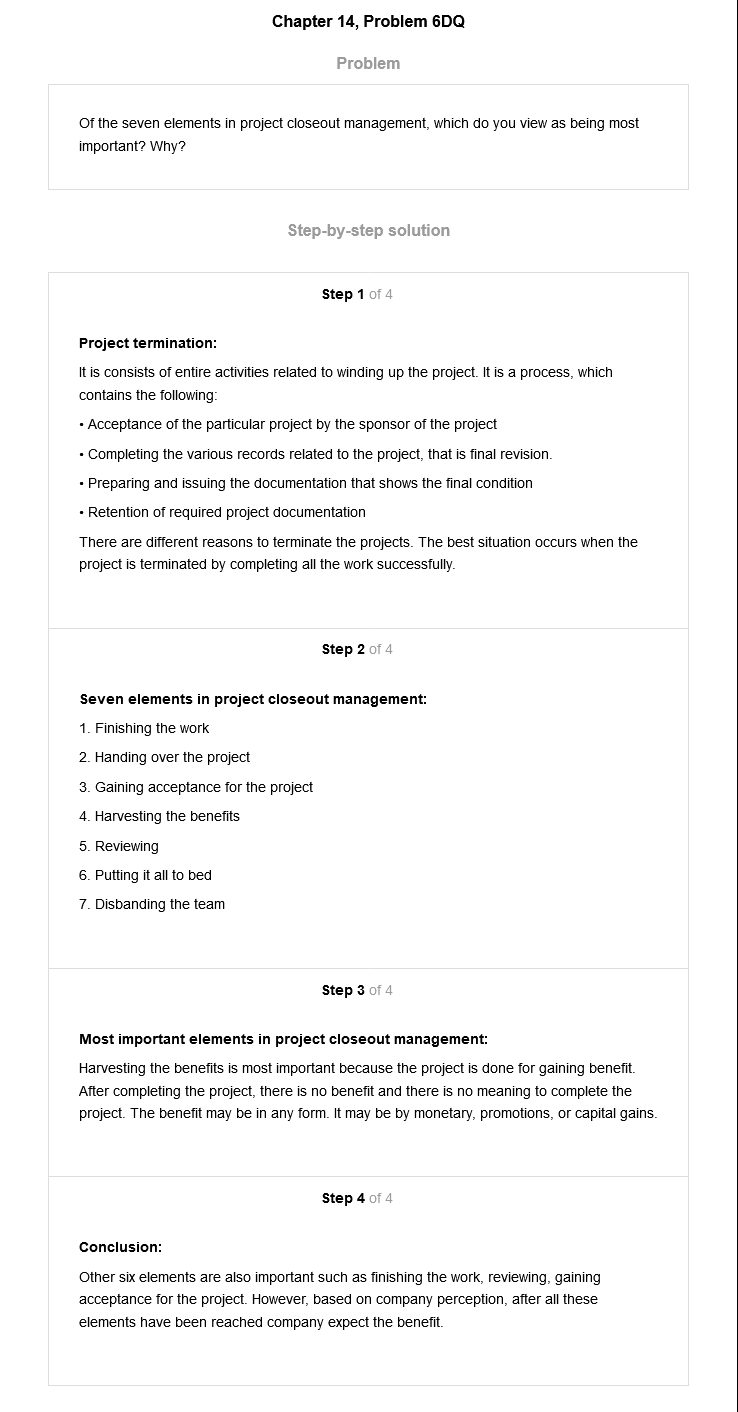 Chapter 14, Problem 6DQ
Problem
Of the seven elements in project closeout management, which do you view as being most
important? Why?
Step-by-step solution
Step 1 of 4
Project termination:
It is consists of entire activities related to winding up the project. It is a process, which
contains the following:
• Acceptance of the particular project by the sponsor of the project
• Completing the various records related to the project, that is final revision.
• Preparing and issuing the documentation that shows the final condition
• Retention of required project documentation
There are different reasons to terminate the projects. The best situation occurs when the
project is terminated by completing all the work successfully.
Step 2 of 4
Seven elements in project closeout management:
1. Finishing the work
2. Handing over the project
3. Gaining acceptance for the project
4. Harvesting the benefits
5. Reviewing
6. Putting it all to bed
7. Disbanding the team
Step 3 of 4
Most important elements in project closeout management:
Harvesting the benefits is most important because the project is done for gaining benefit.
After completing the project, there is no benefit and there is no meaning to complete the
project. The benefit may be in any form. It may be by monetary, promotions, or capital gains.
Step 4 of 4
Conclusion:
Other six elements are also important such as finishing the work, reviewing, gaining
acceptance for the project. However, based on company perception, after all these
elements have been reached company expect the benefit.